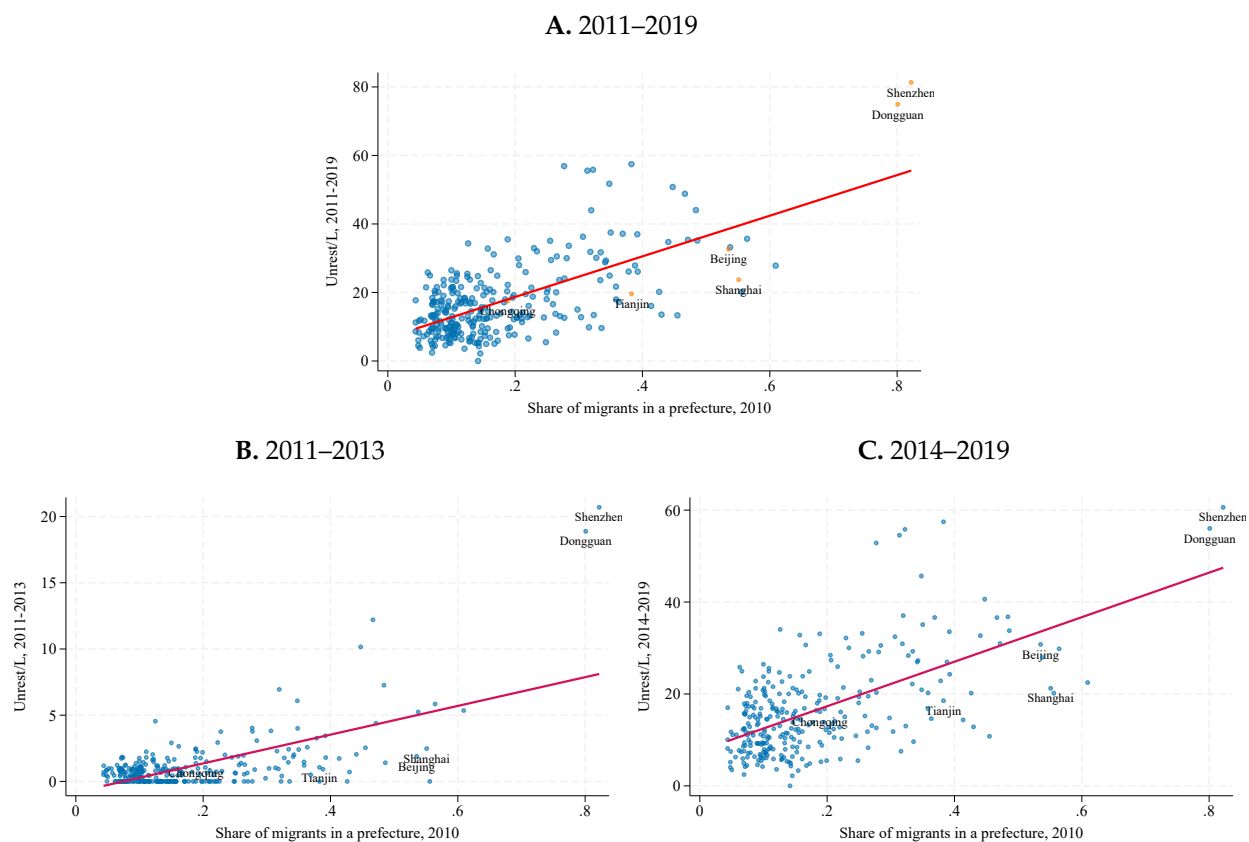 A. 2011–2019
Unrest/L, 2011-2019
80
60
40
20
0
Shenzhen
Dongguan
Beijing
Shanghai
Tianjin
Chongqing
0 .2 .4 .6 .8
Share of migrants in a prefecture, 2010
B. 2011–2013
Unrest/L, 2011-2013
20
15
10
5
0
Shenzhen
Dongguan
Shanghai
Beijing
Tianjin
Chongqing
0 .2 .4 .6 .8
Share of migrants in a prefecture, 2010
C. 2014–2019
Unrest/L, 2014-2019
60
40
20
0
Shenzhen
Dongguan
Beijing
Shanghai
Tianjin
Chongqing
0 .2 .4 .6 .8
Share of migrants in a prefecture, 2010